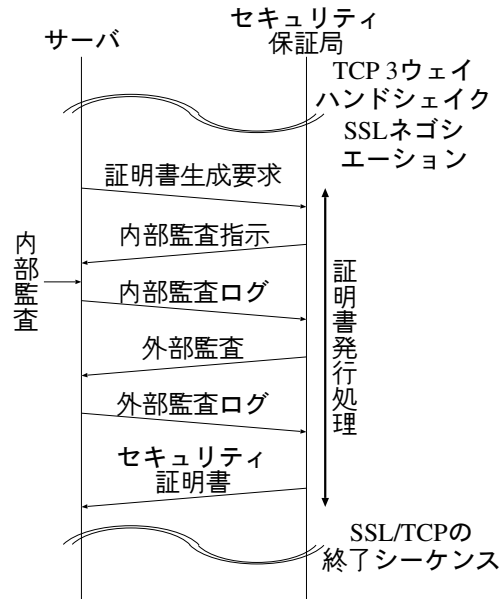 サーバ
セキュリティ
保証局
TCP 3ウェイ
ハンドシェイク
SSLネゴシ
エーション
証明書生成要求
内部監査指示
内部監査
内部監査ログ
外部監査
外部監査ログ
セキュリティ
証明書
証明書発行処理
SSL/TCPの
終了シーケンス